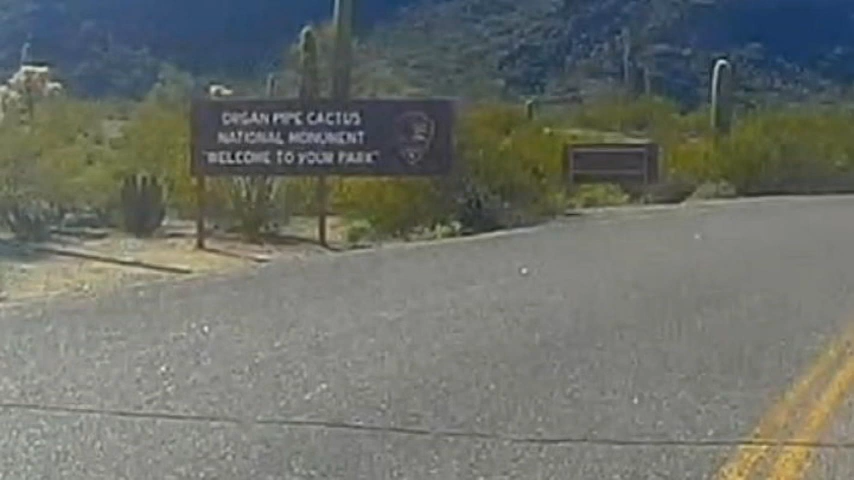 ORGAN PIPE CACTUS
NATIONAL MONUMENT
"WELCOME TO YOUR PARK"